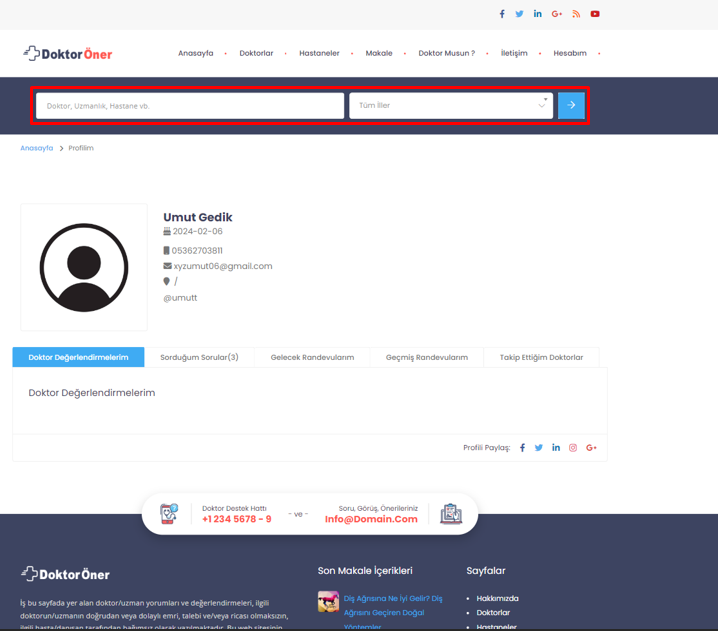 DoktorÖner
Anasayfa • Doktorlar • Hastaneler • Makale • Doktor Musun ? • İletişim • Hesabım •
Doktor, Uzmanlık, Hastane vb.
Tüm İller
Anasayfa > Profilim
Umut Gedik
2024-02-06
05362703811
xyzumut06@gmail.com
/
@umutt
Doktor Değerlendirmelerim
Sorduğum Sorular(3)
Gelecek Randevularım
Geçmiş Randevularım
Takip Ettiğim Doktorlar
Doktor Değerlendirmelerim
Profili Paylaş:
Doktor Destek Hattı
+1 234 5678 - 9
- ve -
Soru, Görüş, Önerileriniz
Info@Domain.Com
DoktorÖner
İş bu sayfada yer alan doktor/uzman yorumları ve değerlendirmeleri, ilgili
doktorun/uzmanın doğrudan veya dolaylı emri, talebi ve/veya ricası olmaksızın,
ilgili hasta/danışan tarafından bağımsız olarak yazılmaktadır. Bu web sitesinin
Son Makale İçerikleri
Diş Ağrısına Ne İyi Gelir? Diş
Ağrısını Geçiren Doğal
Yöntemler
Sayfalar
• Hakkımızda
• Doktorlar
• Hastaneler